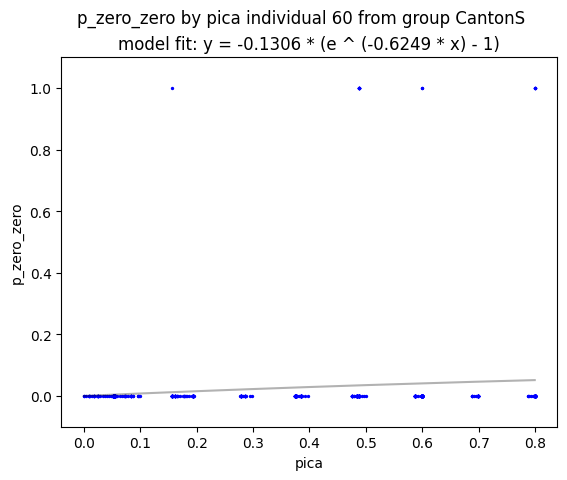 p_zero_zero by pica individual 60 from group CantonS
model fit: y = -0.1306 * (e ^ (-0.6249 * x) - 1)
1.0
0.8
0.6
0.4
0.2
0.0
p_zero_zero
0.0 0.1 0.2 0.3 0.4 0.5 0.6 0.7 0.8
pica